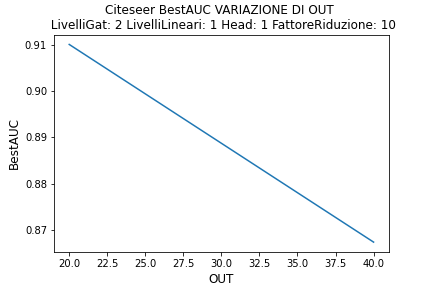 Citeseer BestAUC VARIAZIONE DI OUT
LivelliGat: 2 LivelliLineari: 1 Head: 1 FattoreRiduzione: 10
0.91
0.90
0.89
0.88
0.87
BestAUC
20.0 22.5 25.0 27.5 30.0 32.5 35.0 37.5 40.0
OUT